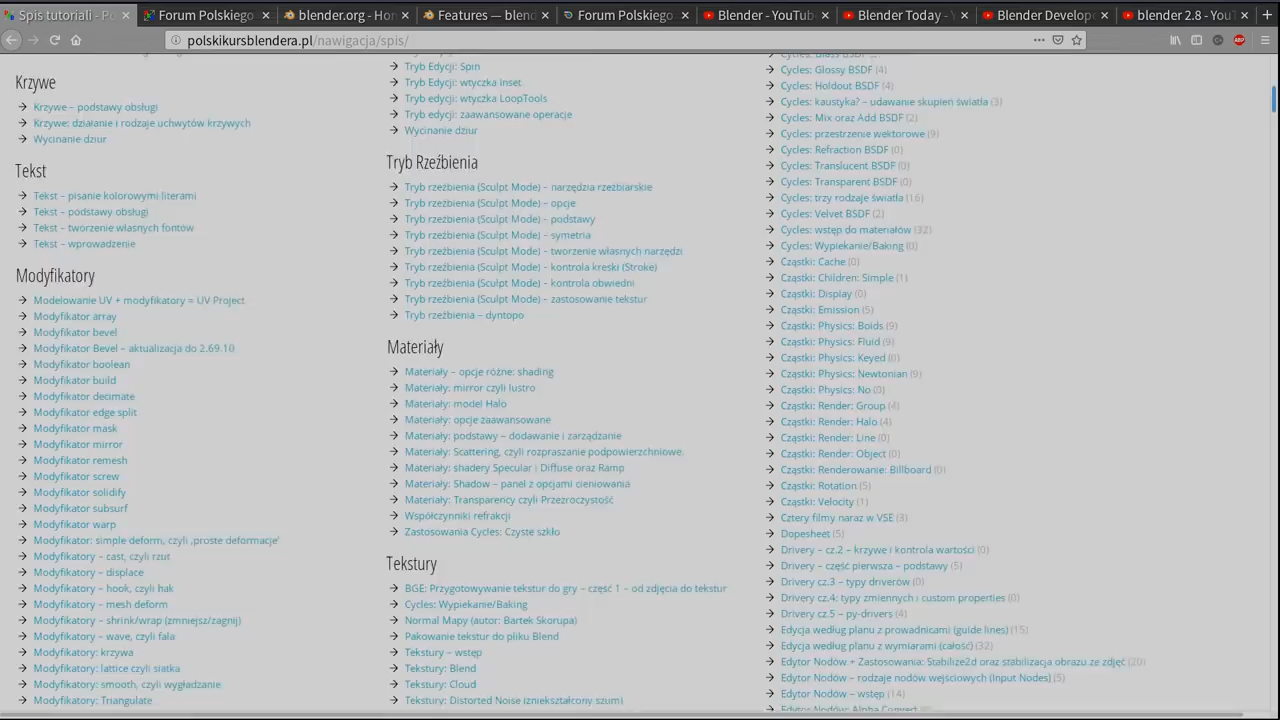 Spis tutoriali - P
Forum Polskiego
blender.org - Hor
Features — blend
Forum Polskiego
Blender - YouTube
Blender Today - Y
Blender Develop
blender 2.8 - YouT
polskikursblendera.pl/nawigacja/spis/
Krzywe
Krzywe – podstawy obsługi
Krzywe: działanie i rodzaje uchwytów krzywych
Wycinanie dziur
Tekst
Tekst – pisanie kolorowymi literami
Tekst – podstawy obsługi
Tekst – tworzenie własnych fontów
Tekst – wprowadzenie
Modyfikatory
Modelowanie UV + modyfikator = UV Project
Modyfikator array
Modyfikator bevel
Modyfikator Bevel – aktualizacja do 2.69.10
Modyfikator boolean
Modyfikator build
Modyfikator decimate
Modyfikator edge split
Modyfikator mask
Modyfikator mirror
Modyfikator remesh
Modyfikator screw
Modyfikator solidify
Modyfikator subsurf
Modyfikator warp
Modyfikator: simple deform, czyli ‚proste deformacje’
Modyfikatory – cast, czyli rzut
Modyfikatory – displace
Modyfikatory – hook, czyli hak
Modyfikatory – mesh deform
Modyfikatory – shrink/wrap (zmniejsz/zagnij)
Modyfikatory – wave, czyli fala
Modyfikatory: krzywa
Modyfikatory: lattice czyli siatka
Modyfikatory: smooth, czyli wygładzanie
Modyfikatory: Triangulate
Tryb Edycji: Spin
Tryb Edycji: wtyczka inset
Tryb edycji: wtyczka LoopTools
Tryb edycji: zaawansowane operacje
Wycinanie dziur
Tryb Rzeźbienia
Tryb rzeźbienia (Sculpt Mode) – narzędzia rzeźbiarskie
Tryb rzeźbienia (Sculpt Mode) – opcje
Tryb rzeźbienia (Sculpt Mode) – podstawy
Tryb rzeźbienia (Sculpt Mode) – symetria
Tryb rzeźbienia (Sculpt Mode) – tworzenie własnych narzędzi
Tryb rzeźbienia (Sculpt Mode) – kontrola kreski (Stroke)
Tryb rzeźbienia (Sculpt Mode) – kontrola obwiedni
Tryb rzeźbienia (Sculpt Mode) – zastosowanie tekstur
Tryb rzeźbienia – dyntopo
Materiały
Materiały – opcje różne: shading
Materiały: mirror czyli lustro
Materiały: model Halo
Materiały: opcje zaawansowane
Materiały: podstawy – dodawanie i zarządzanie
Materiały: Scattering, czyli rozpraszanie podpowierzchniowe.
Materiały: shadery Specular i Diffuse oraz Ramp
Materiały: Shadow – panel z opcjami cieniowania
Materiały: Transparency czyli Przezroczystość
Współczynniki refrakcji
Zastosowania Cycles: Czyste szkło
Tekstury
BGE: Przygotowywanie tekstur do gry – część 1 – od zdjęcia do tekstur
Cycles: Wypiekanie/Baking
Normal Mapy (autor: Bartek Skorupa)
Pakowanie tekstur do pliku Blend
Tekstury – wstęp
Tekstury: Blend
Tekstury: Cloud
Tekstury: Distorted Noise (zniekształcony szum)
Cycles: Glass BSDF
Cycles: Glossy BSDF (4)
Cycles: Holdout BSDF (4)
Cycles: kaustyka? – udawanie skupień światła (3)
Cycles: Mix oraz Add BSDF (2)
Cycles: przestrzenie wektorowe (9)
Cycles: Refraction BSDF (0)
Cycles: Translucent BSDF (0)
Cycles: Transparent BSDF (0)
Cycles: trzy rodzaje światła (16)
Cycles: Velvet BSDF (2)
Cycles: wstęp do materiałów (32)
Cycles: Wypiekanie/Baking (0)
Cząstki: Cache (0)
Cząstki: Children: Simple (1)
Cząstki: Display (0)
Cząstki: Emission (5)
Cząstki: Physics: Boids (9)
Cząstki: Physics: Fluid (9)
Cząstki: Physics: Keyed (0)
Cząstki: Physics: Newtonian (9)
Cząstki: Physics: No (0)
Cząstki: Render: Group (4)
Cząstki: Render: Halo (4)
Cząstki: Render: Line (0)
Cząstki: Render: Object (0)
Cząstki: Renderowanie: Billboard (0)
Cząstki: Rotation (5)
Cząstki: Velocity (1)
Cztery filmy naraz w VSE (3)
Dopesheet (5)
Drivery – cz.2 – krzywe i kontrola wartości (0)
Drivery – część pierwsza – podstawy (5)
Drivery cz.3 – typy driverów (0)
Drivery cz.4: typy zmiennych i custom properties (0)
Drivery cz.5 – py-drivers (4)
Edycja według planu z prowadnicami (guide lines) (15)
Edycja według planu z wymiarami (całość) (32)
Edytor Nodów + Zastosowania: Stabilize2d oraz stabilizacja obrazu ze zdjęć (20)
Edytor Nodów – rodzaje nodów wejściowych (Input Nodes) (5)
Edytor Nodów – wstęp (14)
Edytor Nodów: Alpha Convert